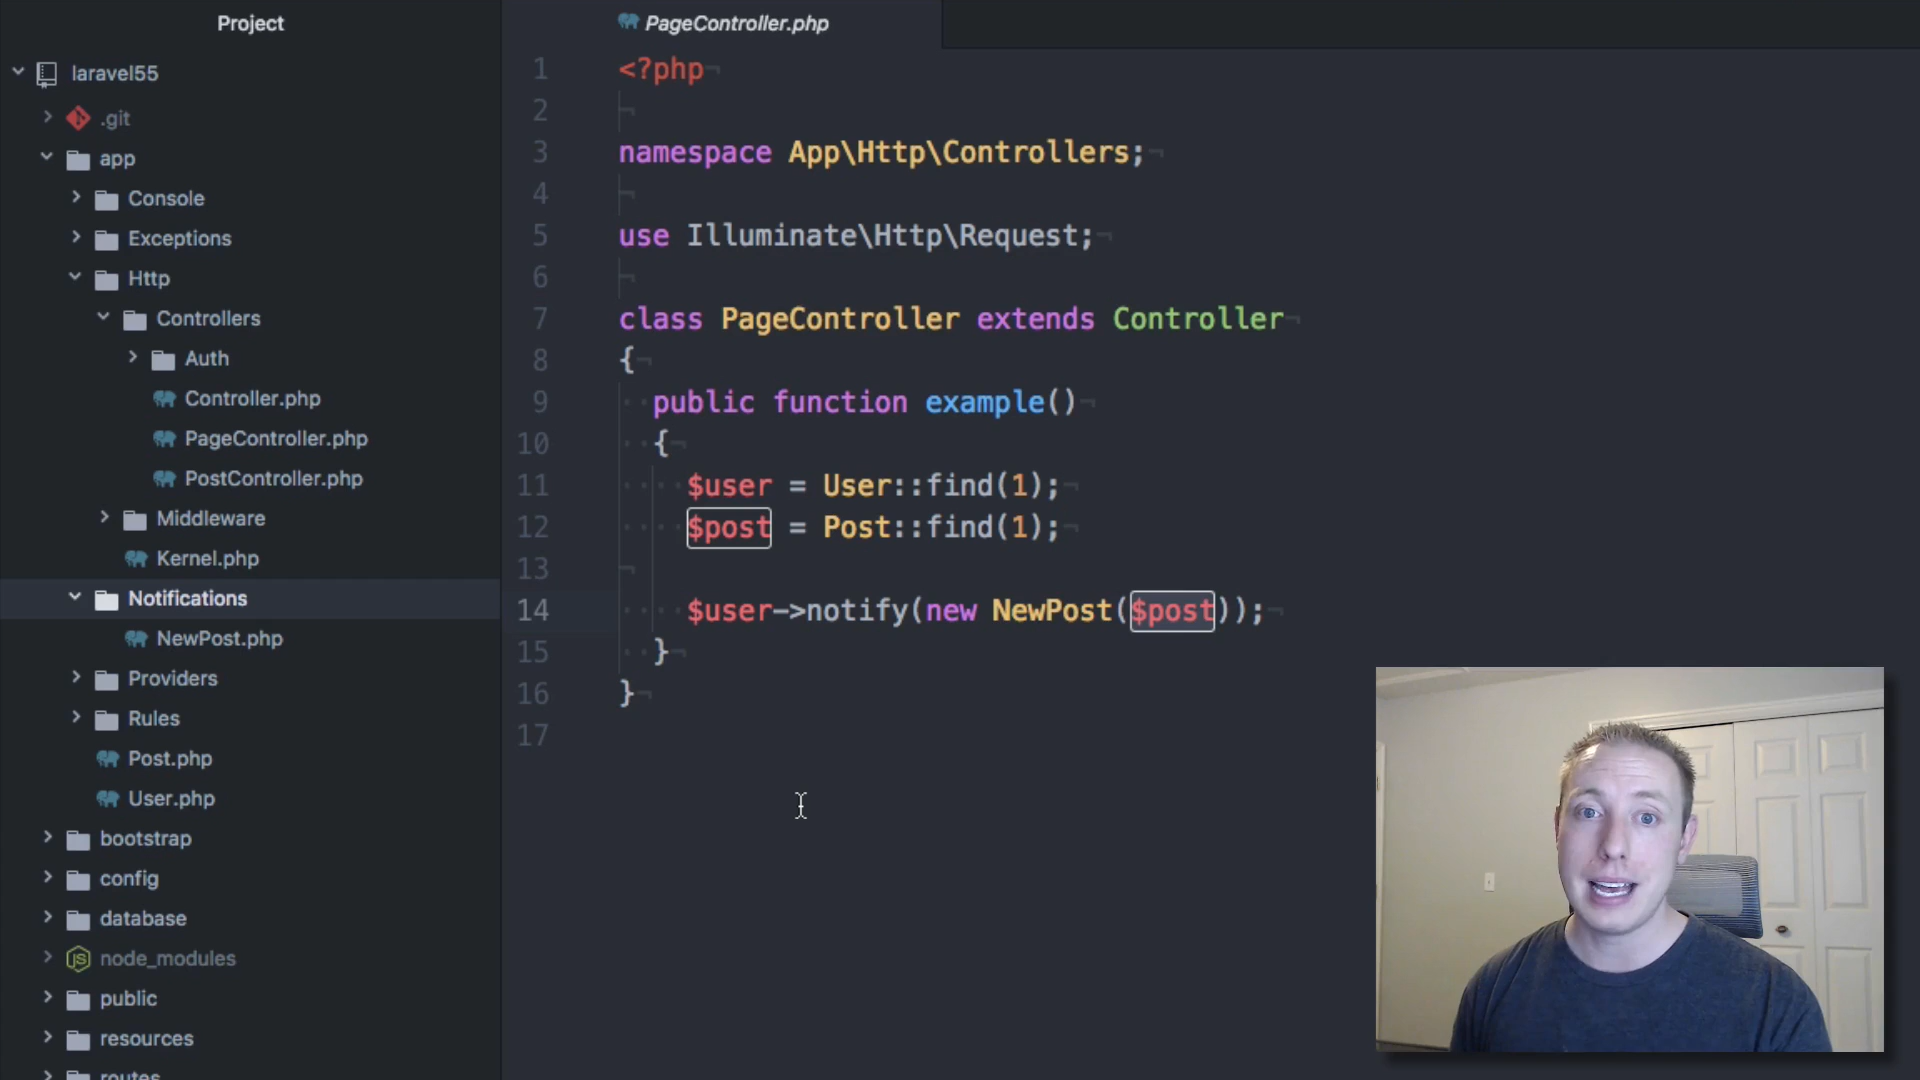 Project
laravel55
.git
app
Console
Exceptions
Http
Controllers
Auth
Controller.php
PageController.php
PostController.php
Middleware
Kernel.php
Notifications
NewPost.php
Providers
Rules
Post.php
User.php
bootstrap
config
database
JS node_modules
public
resources
routes
PageController.php
1 <?php
2
3 namespace App\Http\Controllers;
4
5 use Illuminate\Http\Request;
6
7 class PageController extends Controller
8 {
9 public function example()
10 {
11 $user = User::find(1);
12 $post = Post::find(1);
13
14 $user->notify(new NewPost($post));
15 }
16 }
17